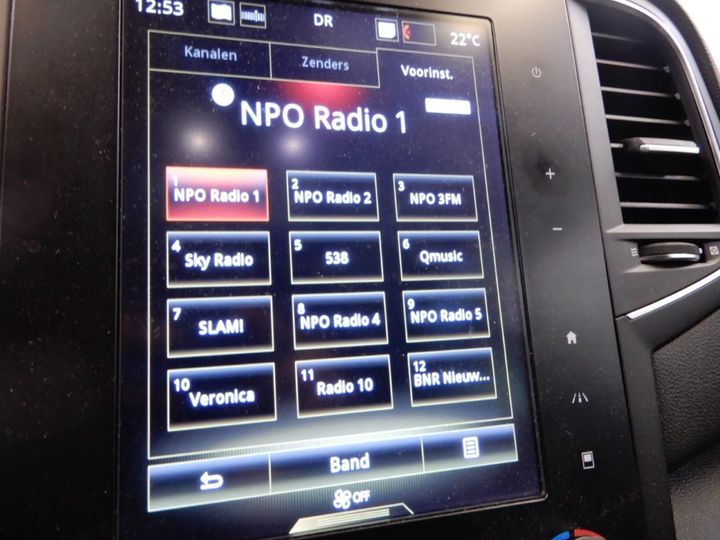 12:53 DR 22°C
Kanalen Zenders Voorinst.
NPO Radio 1
1 NPO Radio 1
2 NPO Radio 2
3 NPO 3FM
4 Sky Radio
5 538
6 Qmusic
7 SLAM!
8 NPO Radio 4
9 NPO Radio 5
10 Veronica
11 Radio 10
12 BNR Nieuw...
Band
OFF